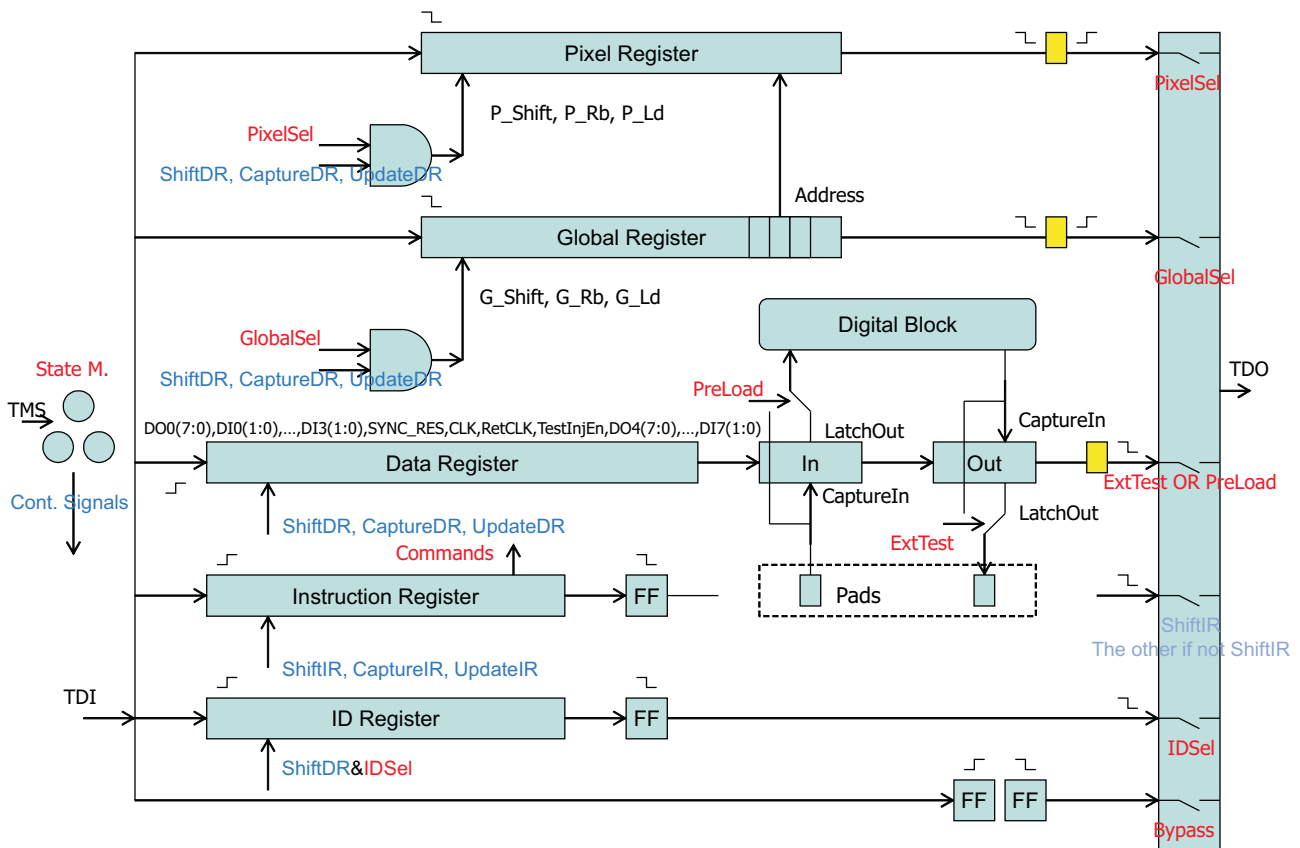 Pixel Register
PixelSel
P_Shift, P_Rb, P_Ld
PixelSel
ShiftDR, CaptureDR, UpdateDR
Address
Global Register
GlobalSel
G_Shift, G_Rb, G_Ld
GlobalSel
ShiftDR, CaptureDR, UpdateDR
Digital Block
State M.
TMS
TDO
PreLoad
CaptureIn
DO0(7:0),DI0(1:0),...,DI3(1:0),SYNC_RES,CLK,RetCLK,TestInjEn,DO4(7:0),...,DI7(1:0)
LatchOut
Data Register
In
Out
ExtTest OR PreLoad
CaptureIn
Cont. Signals
LatchOut
ShiftDR, CaptureDR, UpdateDR
Commands
ExtTest
Instruction Register
FF
Pads
ShiftIR
The other if not ShiftIR
ShiftIR, CaptureIR, UpdateIR
TDI
ID Register
FF
IDSel
ShiftDR&IDSel
FF
FF
Bypass